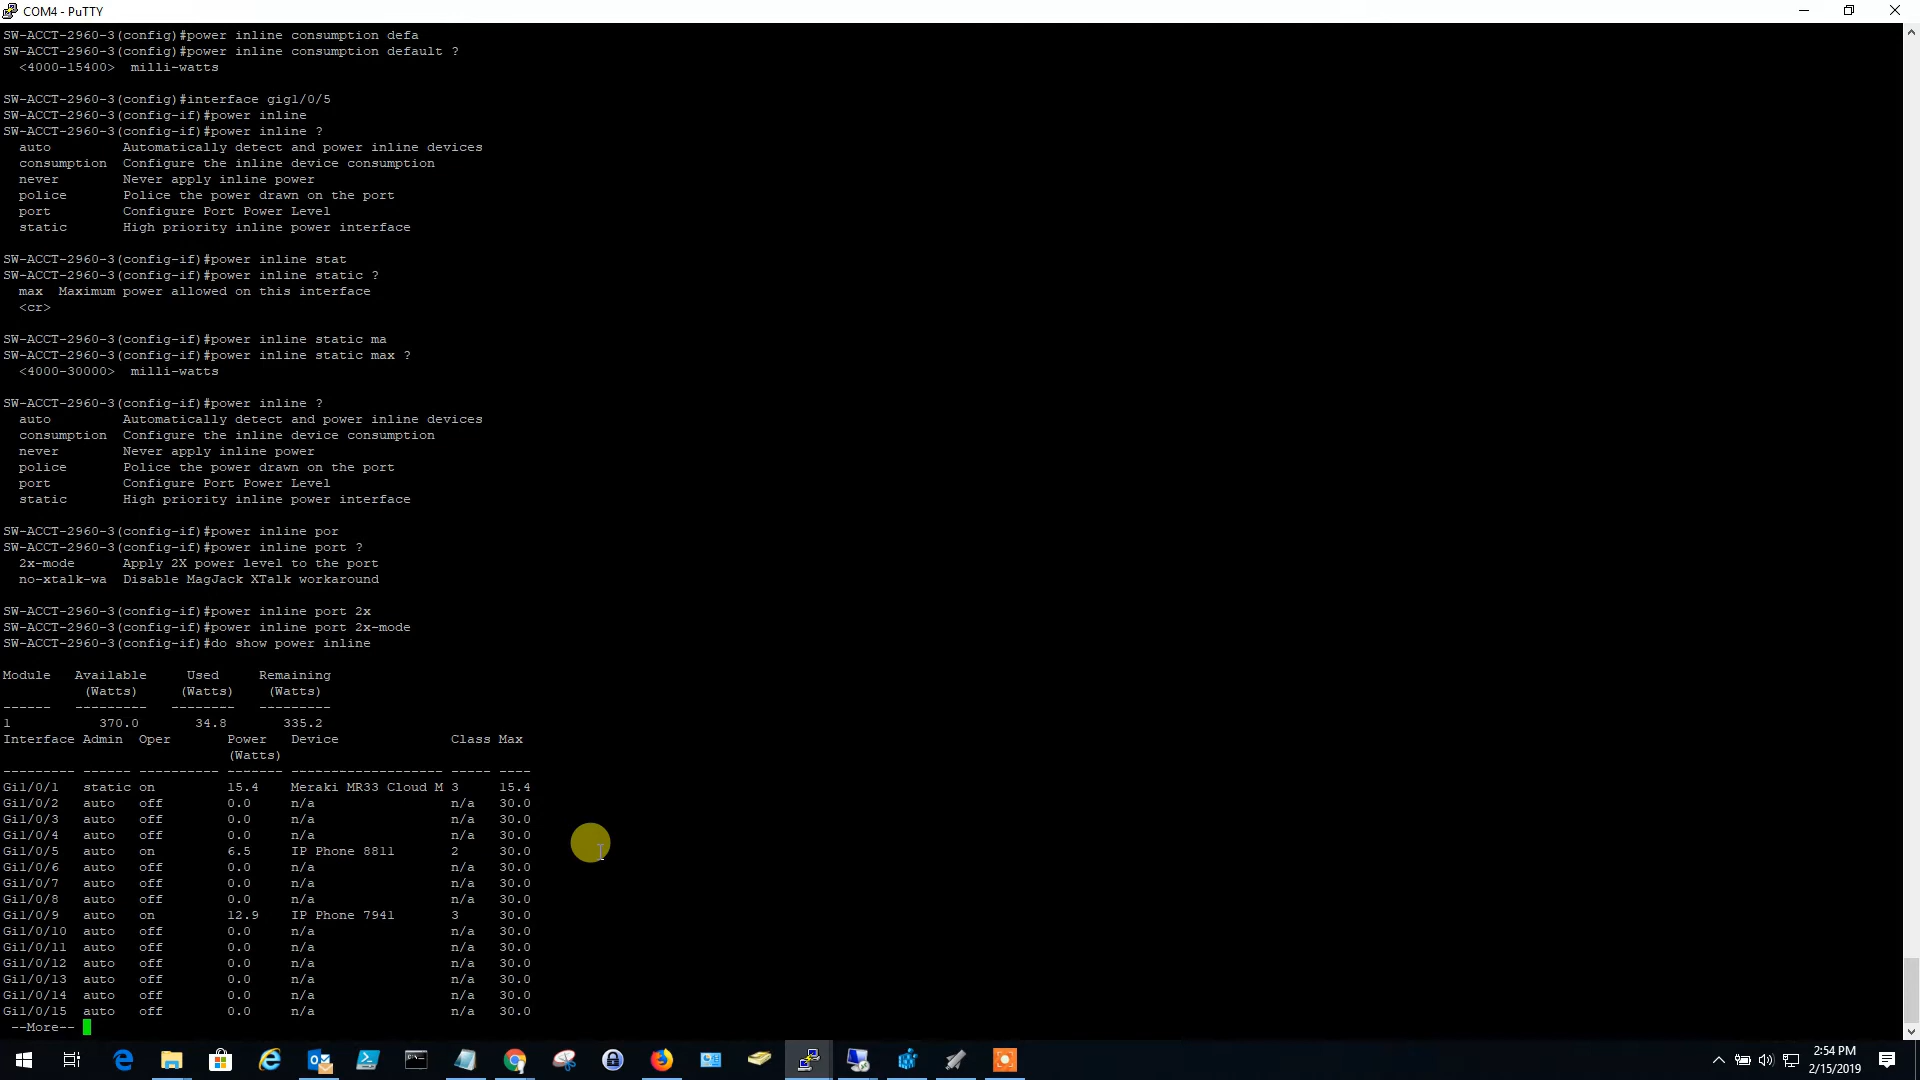 COM4 - PuTTY
SW-ACCT-2960-3(config)#power inline consumption defa
SW-ACCT-2960-3(config)#power inline consumption default ?
  <4000-15400>  milli-watts
SW-ACCT-2960-3(config)#interface gig1/0/5
SW-ACCT-2960-3(config-if)#power inline
SW-ACCT-2960-3(config-if)#power inline ?
  auto         Automatically detect and power inline devices
  consumption  Configure the inline device consumption
  never        Never apply inline power
  police       Police the power drawn on the port
  port         Configure Port Power Level
  static       High priority inline power interface
SW-ACCT-2960-3(config-if)#power inline stat
SW-ACCT-2960-3(config-if)#power inline static ?
  max  Maximum power allowed on this interface
  <cr>
SW-ACCT-2960-3(config-if)#power inline static ma
SW-ACCT-2960-3(config-if)#power inline static max ?
  <4000-30000>  milli-watts
SW-ACCT-2960-3(config-if)#power inline ?
  auto         Automatically detect and power inline devices
  consumption  Configure the inline device consumption
  never        Never apply inline power
  police       Police the power drawn on the port
  port         Configure Port Power Level
  static       High priority inline power interface
SW-ACCT-2960-3(config-if)#power inline por
SW-ACCT-2960-3(config-if)#power inline port ?
  2x-mode      Apply 2X power level to the port
  no-xtalk-wa  Disable MagJack XTalk workaround
SW-ACCT-2960-3(config-if)#power inline port 2x
SW-ACCT-2960-3(config-if)#power inline port 2x-mode
SW-ACCT-2960-3(config-if)#do show power inline
Module   Available     Used     Remaining
          (Watts)     (Watts)    (Watts)
------   ---------   --------   ---------
1           370.0       34.8       335.2
Interface Admin  Oper       Power   Device              Class Max
                            (Watts)
--------- ------ ---------- ------- ------------------- ----- ----
Gi1/0/1   static on         15.4    Meraki MR33 Cloud M 3     15.4
Gi1/0/2   auto   off        0.0     n/a                 n/a   30.0
Gi1/0/3   auto   off        0.0     n/a                 n/a   30.0
Gi1/0/4   auto   off        0.0     n/a                 n/a   30.0
Gi1/0/5   auto   on         6.5     IP Phone 8811       2     30.0
Gi1/0/6   auto   off        0.0     n/a                 n/a   30.0
Gi1/0/7   auto   off        0.0     n/a                 n/a   30.0
Gi1/0/8   auto   off        0.0     n/a                 n/a   30.0
Gi1/0/9   auto   on         12.9    IP Phone 7941       3     30.0
Gi1/0/10  auto   off        0.0     n/a                 n/a   30.0
Gi1/0/11  auto   off        0.0     n/a                 n/a   30.0
Gi1/0/12  auto   off        0.0     n/a                 n/a   30.0
Gi1/0/13  auto   off        0.0     n/a                 n/a   30.0
Gi1/0/14  auto   off        0.0     n/a                 n/a   30.0
Gi1/0/15  auto   off        0.0     n/a                 n/a   30.0
 --More--
2:54 PM
2/15/2019